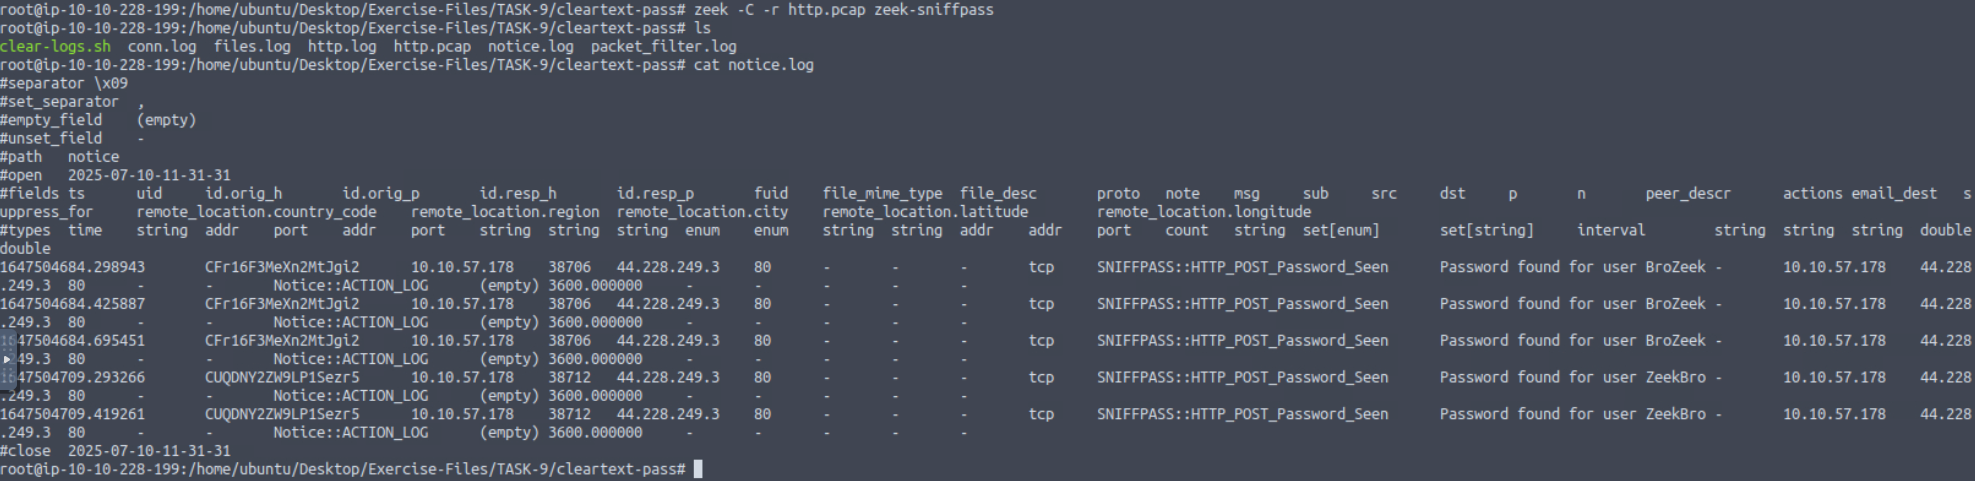 root@ip-10-10-228-199:/home/ubuntu/Desktop/Exercise-Files/TASK-9/cleartext-pass# zeek -C -r http.pcap zeek-sniffpass
root@ip-10-10-228-199:/home/ubuntu/Desktop/Exercise-Files/TASK-9/cleartext-pass# ls
clear-logs.sh  conn.log  files.log  http.log  http.pcap  notice.log  packet_filter.log
root@ip-10-10-228-199:/home/ubuntu/Desktop/Exercise-Files/TASK-9/cleartext-pass# cat notice.log
#separator \x09
#set_separator  ,
#empty_field    (empty)
#unset_field    -
#path   notice
#open   2025-07-10-11-31-31
#fields ts      uid     id.orig_h       id.orig_p       id.resp_h       id.resp_p       fuid    file_mime_type  file_desc       proto   note    msg     sub     src     dst     p       n       peer_descr      actions email_dest      s
uppress_for     remote_location.country_code    remote_location.region  remote_location.city    remote_location.latitude        remote_location.longitude
#types  time    string  addr    port    addr    port    string  string  string  enum    enum    string  string  addr    addr    port    count   string  set[enum]       set[string]     interval        string  string  string  double
double
1647504684.298943       CFr16F3MeXn2MtJgi2      10.10.57.178    38706   44.228.249.3    80      -       -       -       tcp     SNIFFPASS::HTTP_POST_Password_Seen      Password found for user BroZeek -       10.10.57.178    44.228
.249.3  80      -       -       Notice::ACTION_LOG      (empty) 3600.000000     -       -       -       -       -
1647504684.425887       CFr16F3MeXn2MtJgi2      10.10.57.178    38706   44.228.249.3    80      -       -       -       tcp     SNIFFPASS::HTTP_POST_Password_Seen      Password found for user BroZeek -       10.10.57.178    44.228
.249.3  80      -       -       Notice::ACTION_LOG      (empty) 3600.000000     -       -       -       -       -
47504684.695451       CFr16F3MeXn2MtJgi2      10.10.57.178    38706   44.228.249.3    80      -       -       -       tcp     SNIFFPASS::HTTP_POST_Password_Seen      Password found for user BroZeek -       10.10.57.178    44.228
49.3  80      -       -       Notice::ACTION_LOG      (empty) 3600.000000     -       -       -       -       -
47504709.293266       CUQDNY2ZW9LP1Sezr5      10.10.57.178    38712   44.228.249.3    80      -       -       -       tcp     SNIFFPASS::HTTP_POST_Password_Seen      Password found for user ZeekBro -       10.10.57.178    44.228
.249.3  80      -       -       Notice::ACTION_LOG      (empty) 3600.000000     -       -       -       -       -
1647504709.419261       CUQDNY2ZW9LP1Sezr5      10.10.57.178    38712   44.228.249.3    80      -       -       -       tcp     SNIFFPASS::HTTP_POST_Password_Seen      Password found for user ZeekBro -       10.10.57.178    44.228
.249.3  80      -       -       Notice::ACTION_LOG      (empty) 3600.000000     -       -       -       -       -
#close  2025-07-10-11-31-31
root@ip-10-10-228-199:/home/ubuntu/Desktop/Exercise-Files/TASK-9/cleartext-pass#